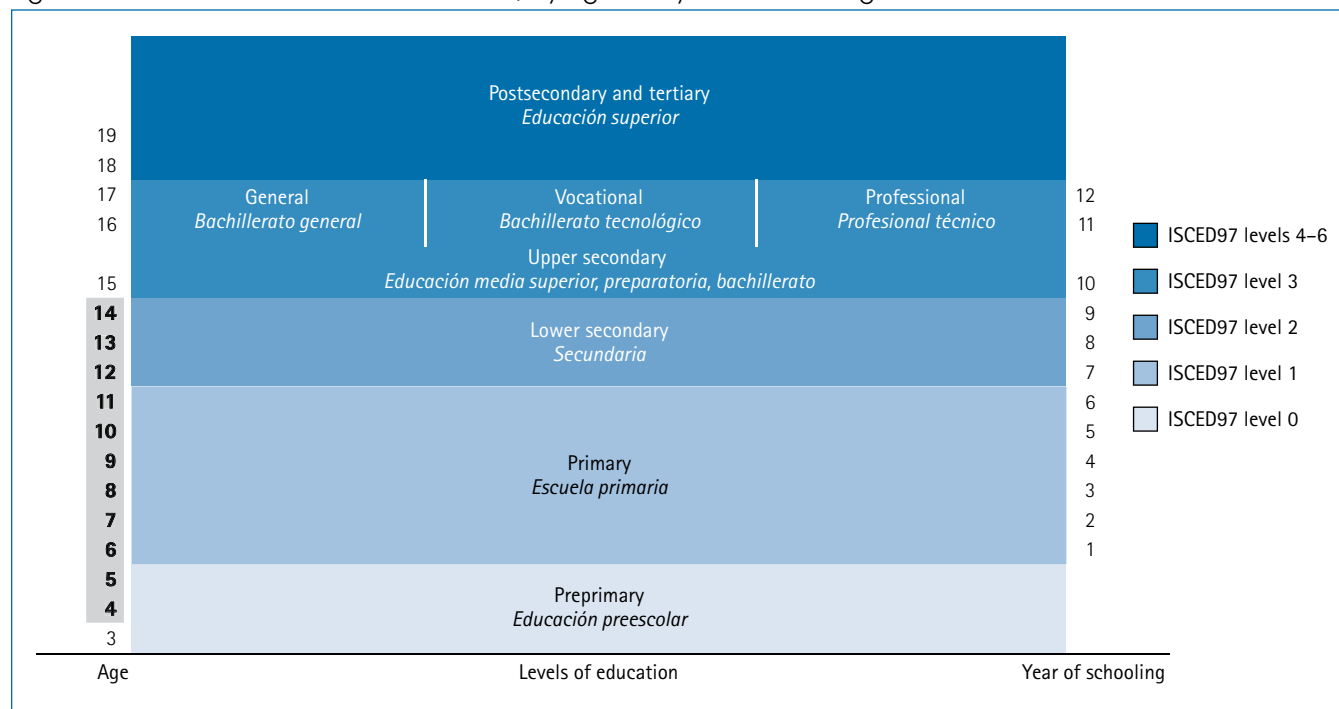 Postsecondary and tertiary
Educación superior
19
18
17 General Vocational Professional 12
16 Bachillerato general Bachillerato tecnológico Profesional técnico 11
ISCED97 levels 4–6
Upper secondary
15 Educación media superior, preparatoria, bachillerato 10
ISCED97 level 3
14 9
Lower secondary
ISCED97 level 2
13 8
Secundaria
12 7
ISCED97 level 1
11 6
10 5
ISCED97 level 0
9 Primary 4
8 Escuela primaria 3
7 2
6 1
5
Preprimary
4
Educación preescolar
3
Age Levels of education Year of schooling